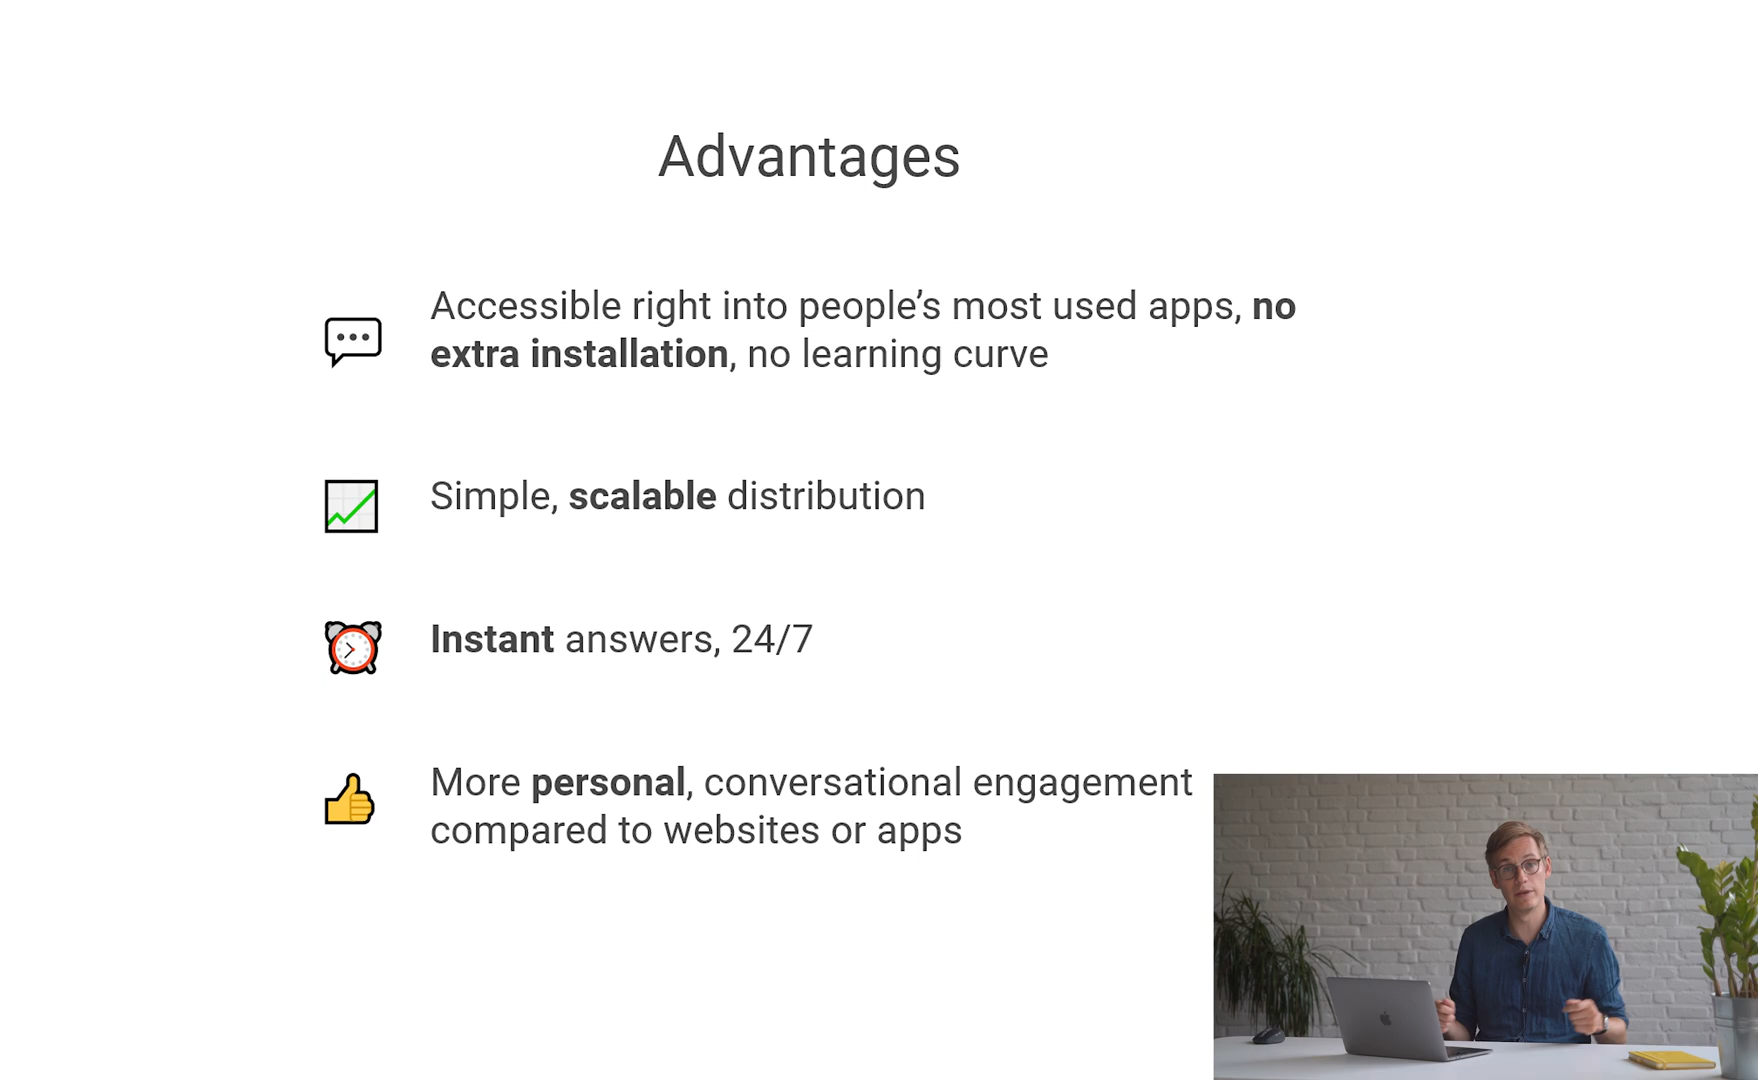 Advantages
Accessible right into people’s most used apps, no
extra installation, no learning curve
Simple, scalable distribution
Instant answers, 24/7
More personal, conversational engagement
compared to websites or apps